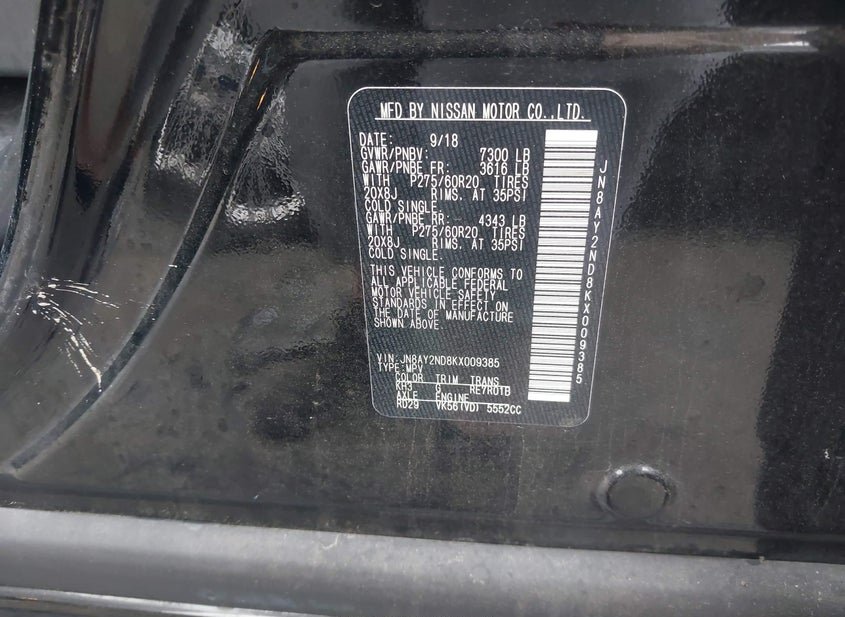 MFD BY NISSAN MOTOR CO.,LTD.
DATE: 9/18
GVWR/PNBV: 7300 LB
GAWR/PNBE FR: 3616 LB
WITH P275/60R20 TIRES
20X8J RIMS. AT 35PSI
COLD SINGLE.
GAWR/PNBE RR: 4343 LB
WITH P275/60R20 TIRES
20X8J RIMS. AT 35PSI
COLD SINGLE.
THIS VEHICLE CONFORMS TO
ALL APPLICABLE FEDERAL
MOTOR VEHICLE SAFETY
STANDARDS IN EFFECT ON
THE DATE OF MANUFACTURE
SHOWN ABOVE.
VIN:JN8AY2ND8KX009385
TYPE:MPV
COLOR TRIM TRANS
KH3 G RE7R01B
AXLE ENGINE
RD29 VK56(VD) 5552CC
JN8AY2ND8KX009385